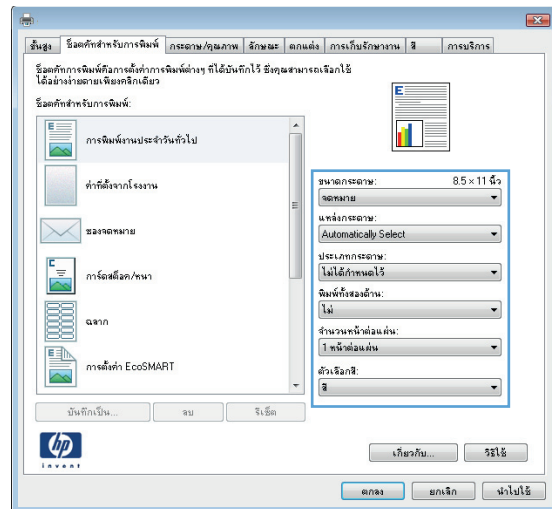 ขั้นสูง ช็อตคัทสำหรับการพิมพ์ กระดาษ/คุณภาพ ลักษณะ ตกแต่ง การเก็บรักษางาน สี การบริการ
ช็อตคัทการพิมพ์คือการตั้งค่าการพิมพ์ต่างๆ ที่ได้บันทึกไว้ ซึ่งคุณสามารถเลือกใช้
ได้อย่างง่ายดายเพียงคลิกเดียว
ช็อตคัทสำหรับการพิมพ์:
การพิมพ์งานประจำวันทั่วไป
ค่าที่ตั้งจากโรงงาน
ซองจดหมาย
การ์ดสต็อค/หนา
ฉลาก
การตั้งค่า EcoSMART
E
E
E
C
E
ขนาดกระดาษ: 8.5 × 11 นิ้ว
จดหมาย
แหล่งกระดาษ:
Automatically Select
ประเภทกระดาษ:
ไม่ได้กำหนดไว้
พิมพ์ทั้งสองด้าน:
ไม่
จำนวนหน้าต่อแผ่น:
1 หน้าต่อแผ่น
ตัวเลือกสี:
สี
บันทึกเป็น... ลบ รีเซ็ต
hp
invent
เกี่ยวกับ... วิธีใช้
ตกลง ยกเลิก นำไปใช้